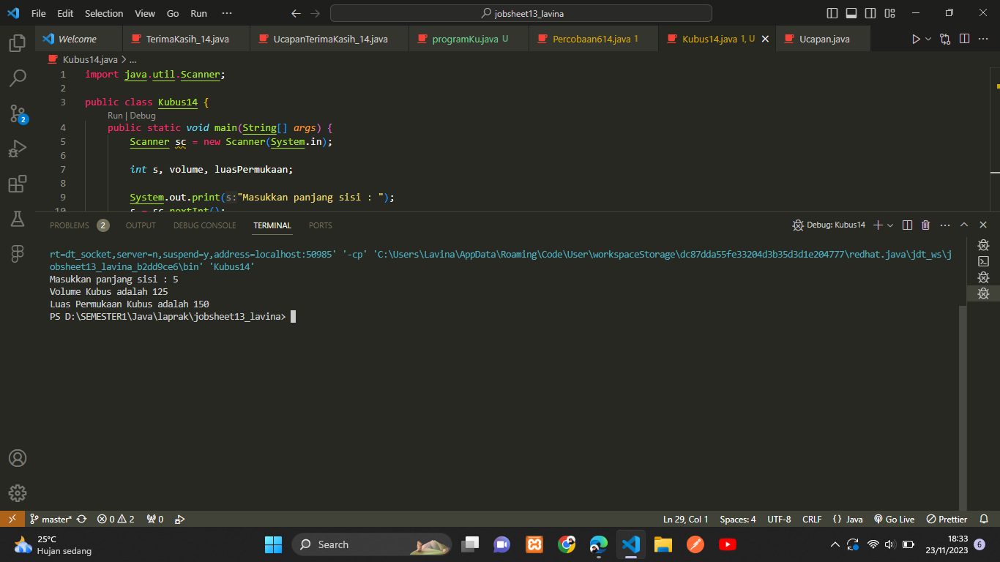 File Edit Selection View Go Run ··· jobsheet13_lavina
Welcome TerimaKasih_14.java UcapanTerimaKasih_14.java programKu.java U Percobaan614.java 1 Kubus14.java 1, U Ucapan.java
Kubus14.java > ...
1 import java.util.Scanner;
2
3 public class Kubus14 {
Run | Debug
4 public static void main(String[] args) {
5 Scanner sc = new Scanner(System.in);
6
7 int s, volume, luasPermukaan;
8
9 System.out.print(s:"Masukkan panjang sisi : ");
10 s = sc.nextInt();
2
PROBLEMS 2 OUTPUT DEBUG CONSOLE TERMINAL PORTS Debug: Kubus14
rt=dt_socket,server=n,suspend=y,address=localhost:50985' '-cp' 'C:\Users\Lavina\AppData\Roaming\Code\User\workspaceStorage\dc87dda55fe33204d3b35d3d1e204777\redhat.java\jdt_ws\j
obsheet13_lavina_b2dd9ce6\bin' 'Kubus14'
Masukkan panjang sisi : 5
Volume Kubus adalah 125
Luas Permukaan Kubus adalah 150
PS D:\SEMESTER1\Java\laprak\jobsheet13_lavina>
master* 0 2 0 Ln 29, Col 1 Spaces: 4 UTF-8 CRLF {} Java Go Live Prettier
25°C
Hujan sedang
Search
18:33
23/11/2023
6